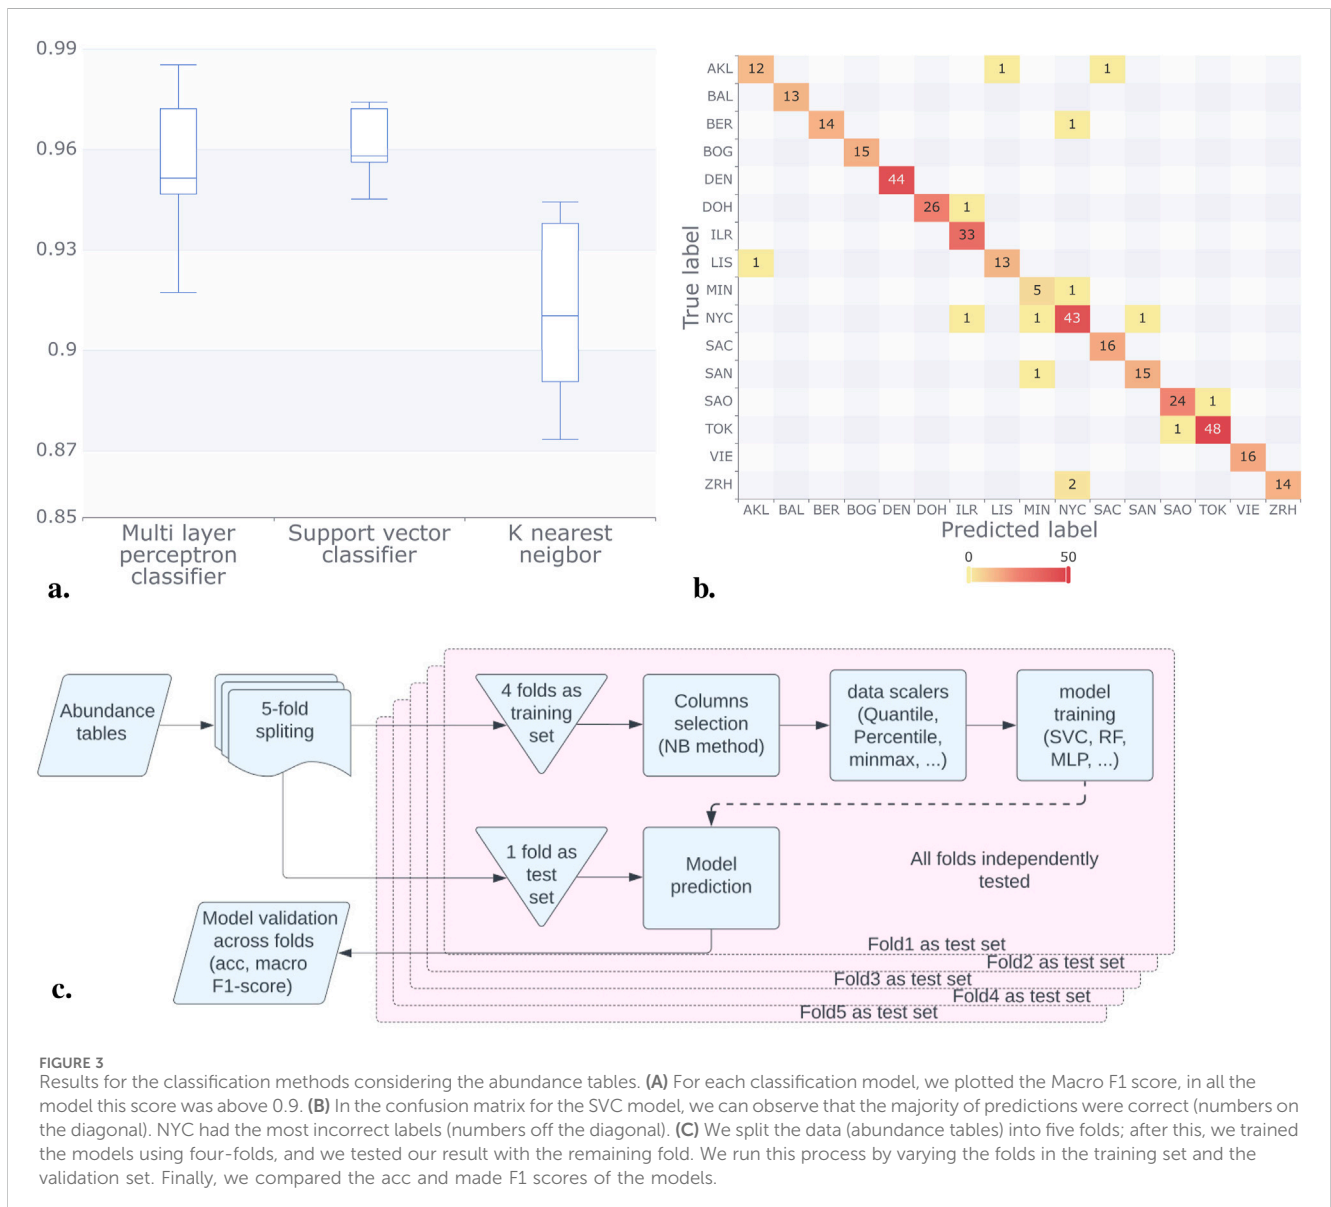 0.99
0.96
0.93
0.9
0.87
0.85
Multi layer
perceptron
classifier
Support vector
classifier
K nearest
neigbor
a.
True label
AKL 12 1 1
BAL 13
BER 14 1
BOG 15
DEN 44
DOH 26 1
ILR 33
LIS 1 13
MIN 5 1
NYC 1 1 43 1
SAC 16
SAN 1 15
SAO 24 1
TOK 1 48
VIE 16
ZRH 2 14
AKL BAL BER BOG DEN DOH ILR LIS MIN NYC SAC SAN SAO TOK VIE ZRH
Predicted label
0 50
b.
Abundance
tables
5-fold
spliting
4 folds as
training
set
Columns
selection
(NB method)
data scalers
(Quantile,
Percentile,
minmax, ...)
model
training
(SVC, RF,
MLP, ...)
1 fold as
test
set
Model
prediction
All folds independently
tested
Model validation
across folds
(acc, macro
F1-score)
Fold1 as test set
Fold2 as test set
Fold3 as test set
Fold4 as test set
Fold5 as test set
c.
FIGURE 3
Results for the classification methods considering the abundance tables. (A) For each classification model, we plotted the Macro F1 score, in all the
model this score was above 0.9. (B) In the confusion matrix for the SVC model, we can observe that the majority of predictions were correct (numbers on
the diagonal). NYC had the most incorrect labels (numbers off the diagonal). (C) We split the data (abundance tables) into five folds; after this, we trained
the models using four-folds, and we tested our result with the remaining fold. We run this process by varying the folds in the training set and the
validation set. Finally, we compared the acc and made F1 scores of the models.